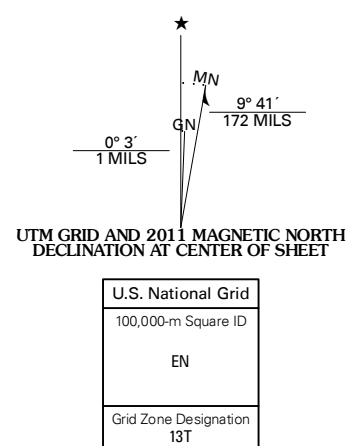 ★
MN
GN
9° 41´
172 MILS
0° 3´
1 MILS
UTM GRID AND 2011 MAGNETIC NORTH
DECLINATION AT CENTER OF SHEET
U.S. National Grid
100,000-m Square ID
EN
Grid Zone Designation
13T